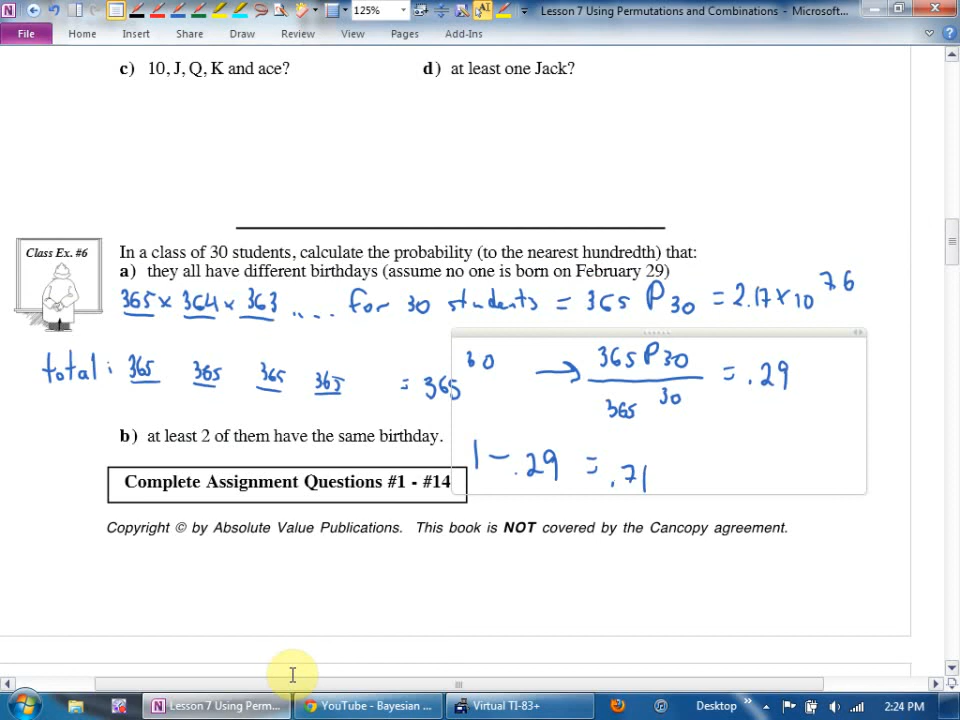 125%
Lesson 7 Using Permutations and Combinations - Microsoft...
File Home Insert Share Draw Review View Pages Add-Ins
c) 10, J, Q, K and ace? d) at least one Jack?
Class Ex. #6
In a class of 30 students, calculate the probability (to the nearest hundredth) that:
a) they all have different birthdays (assume no one is born on February 29)
365 x 364 x 363 .... for 30 students = 365 P 30 = 2.17 x 10^76
total: 365 365 365 365 = 365^30 → 365P30 / 365^30 = .29
b) at least 2 of them have the same birthday.
1 - .29 = .71
Complete Assignment Questions #1 - #14
Copyright © by Absolute Value Publications. This book is NOT covered by the Cancopy agreement.
Lesson 7 Using Perm... YouTube - Bayesian ... Virtual TI-83+ Desktop 2:24 PM